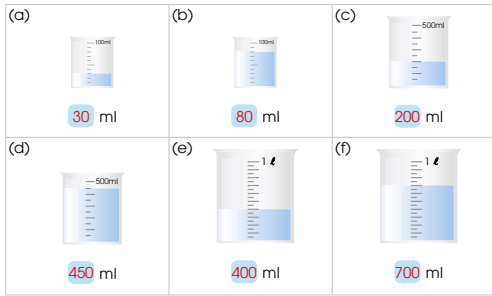 (a)
100ml
30 ml
(b)
100ml
80 ml
(c)
500ml
200 ml
(d)
500ml
450 ml
(e)
1 ℓ
400 ml
(f)
1 ℓ
700 ml